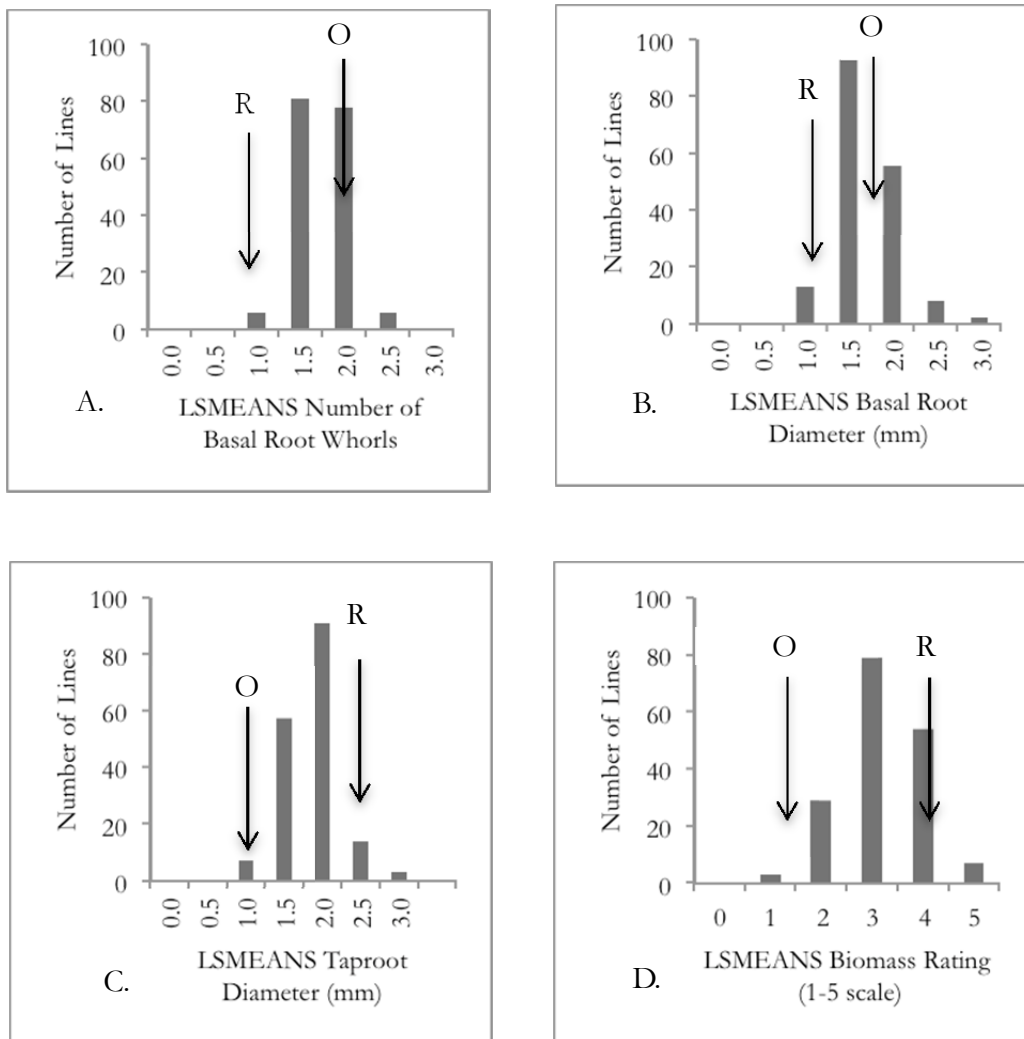 O
R
100
80
60
40
20
0
Number of Lines
0.0 0.5 1.0 1.5 2.0 2.5 3.0
A.
LSMEANS Number of
Basal Root Whorls
O
R
100
80
60
40
20
0
Number of Lines
0.0 0.5 1.0 1.5 2.0 2.5 3.0
B.
LSMEANS Basal Root
Diameter (mm)
R
O
100
80
60
40
20
0
Number of Lines
0.0 0.5 1.0 1.5 2.0 2.5 3.0
C.
LSMEANS Taproot
Diameter (mm)
O
R
100
80
60
40
20
0
Number of Lines
0 1 2 3 4 5
D.
LSMEANS Biomass Rating
(1-5 scale)